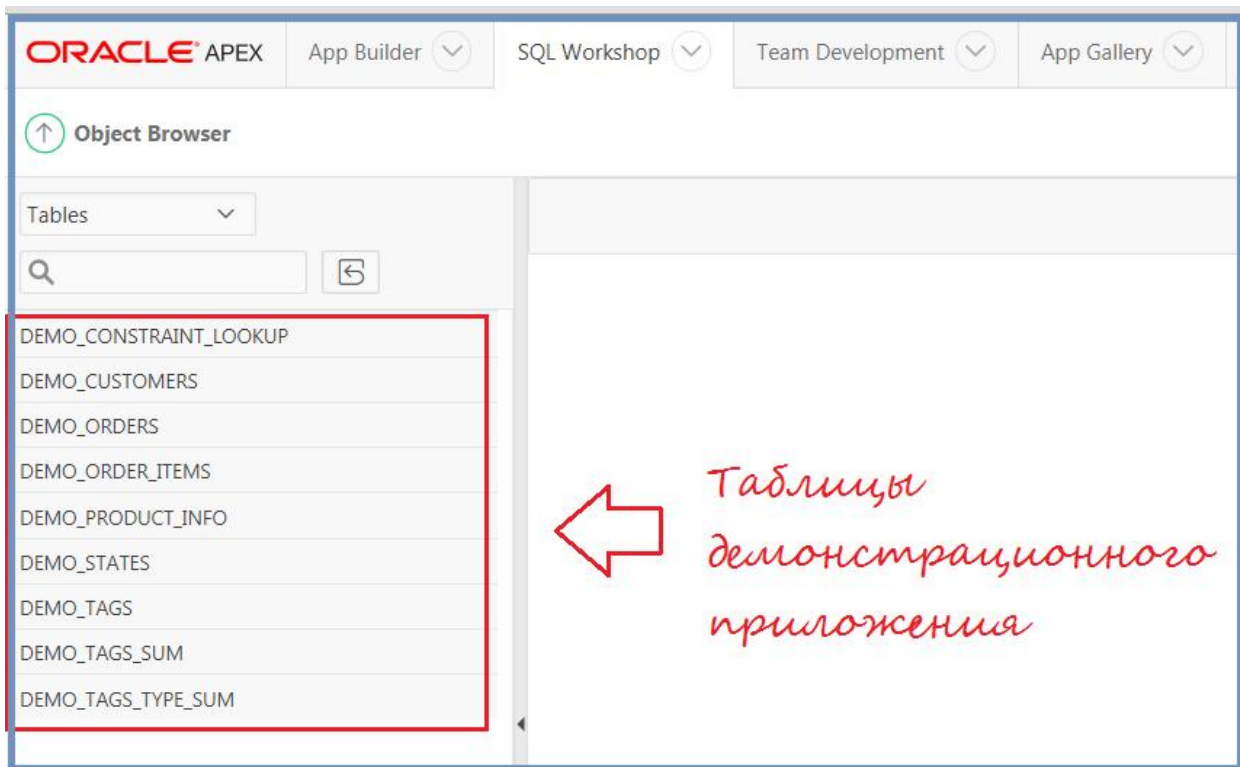 ORACLE APEX App Builder SQL Workshop Team Development App Gallery
Object Browser
Tables
DEMO_CONSTRAINT_LOOKUP
DEMO_CUSTOMERS
DEMO_ORDERS
DEMO_ORDER_ITEMS
DEMO_PRODUCT_INFO
DEMO_STATES
DEMO_TAGS
DEMO_TAGS_SUM
DEMO_TAGS_TYPE_SUM
Таблицы
демонстрационного
приложения